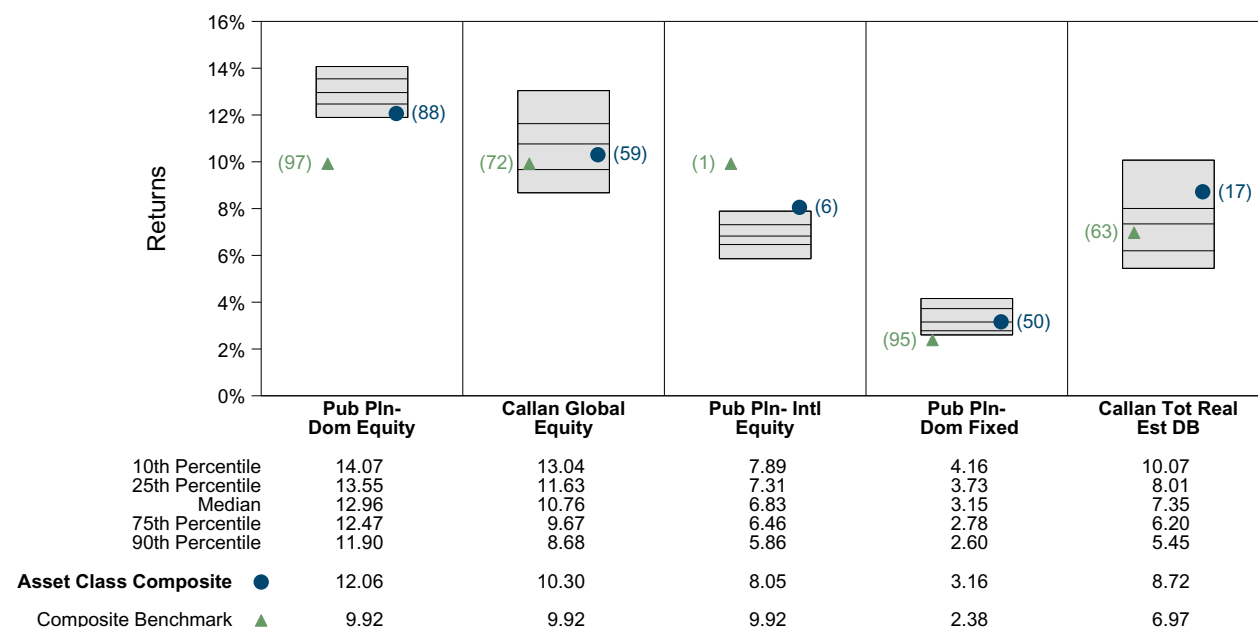 Returns
16%
14%
12%
10%
8%
6%
4%
2%
0%
(97)
(88)
(72)
(59)
(1)
(6)
(95)
(50)
(63)
(17)
Pub Pln-
Dom Equity
Callan Global
Equity
Pub Pln- Intl
Equity
Pub Pln-
Dom Fixed
Callan Tot Real
Est DB
10th Percentile 14.07 13.04 7.89 4.16 10.07
25th Percentile 13.55 11.63 7.31 3.73 8.01
Median 12.96 10.76 6.83 3.15 7.35
75th Percentile 12.47 9.67 6.46 2.78 6.20
90th Percentile 11.90 8.68 5.86 2.60 5.45
Asset Class Composite 12.06 10.30 8.05 3.16 8.72
Composite Benchmark 9.92 9.92 9.92 2.38 6.97